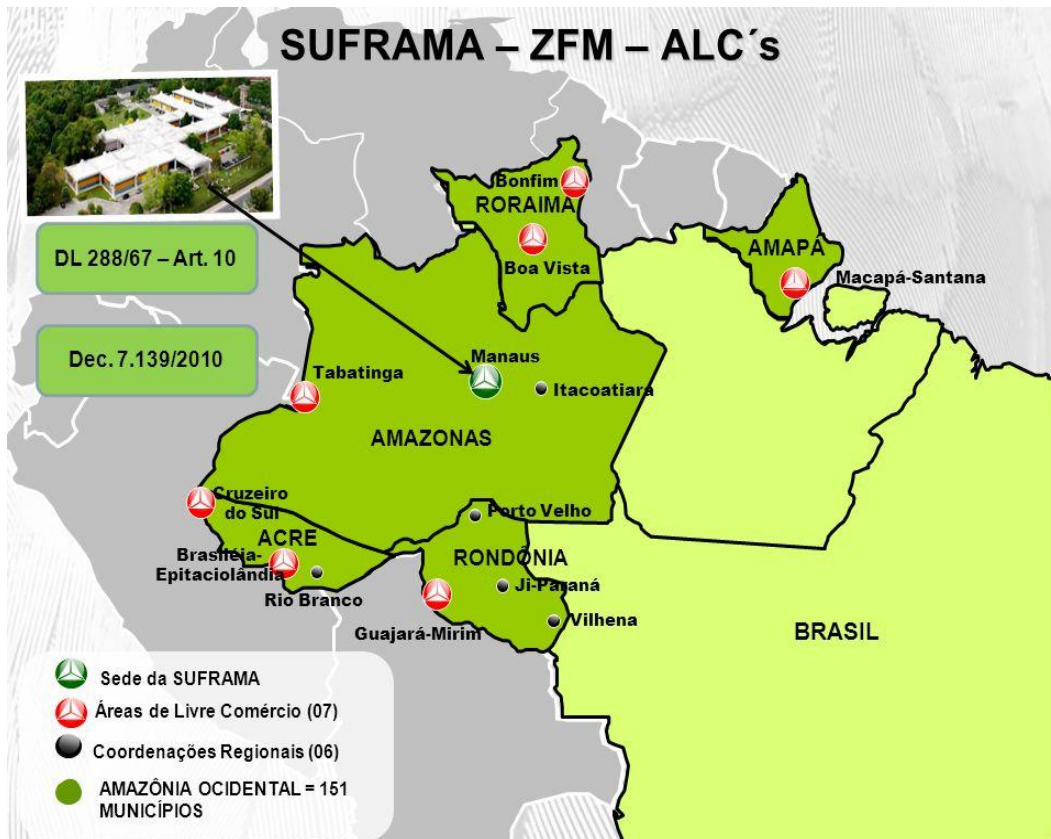 SUFRAMA – ZFM – ALC´s
DL 288/67 – Art. 10
Dec. 7.139/2010
Bonfim
RORAIMA
Boa Vista
AMAPÁ
Macapá-Santana
Manaus
Tabatinga
Itacoatiara
AMAZONAS
Cruzeiro
do Sul
Porto Velho
ACRE
Brasiléia-
Epitaciolândia
RONDÔNIA
Ji-Paraná
Rio Branco
Vilhena
Guajará-Mirim
BRASIL
Sede da SUFRAMA
Áreas de Livre Comércio (07)
Coordenações Regionais (06)
AMAZÔNIA OCIDENTAL = 151
MUNICÍPIOS